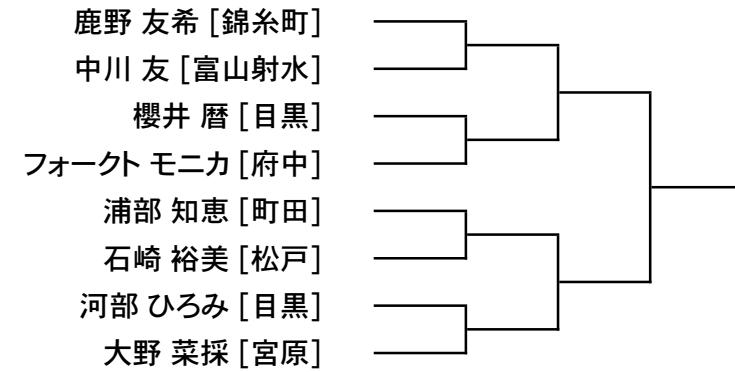 鹿野 友希 [錦糸町]
中川 友 [富山射水]
櫻井 暦 [目黒]
フォークト モニカ [府中]
浦部 知恵 [町田]
石崎 裕美 [松戸]
河部 ひろみ [目黒]
大野 菜採 [宮原]